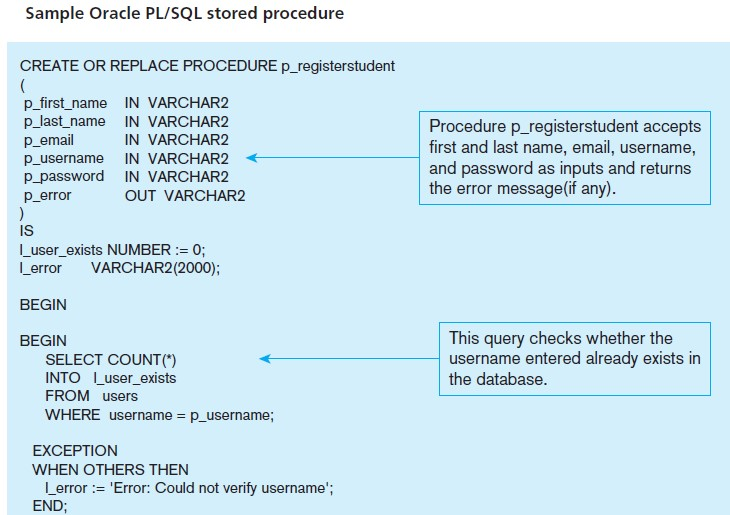 Sample Oracle PL/SQL stored procedure
CREATE OR REPLACE PROCEDURE p_registerstudent
(
p_first_name IN VARCHAR2
p_last_name IN VARCHAR2
p_email IN VARCHAR2
p_username IN VARCHAR2
p_password IN VARCHAR2
p_error OUT VARCHAR2
)
Procedure p_registerstudent accepts
first and last name, email, username,
and password as inputs and returns
the error message(if any).
IS
l_user_exists NUMBER := 0;
l_error VARCHAR2(2000);
BEGIN
BEGIN
SELECT COUNT(*)
INTO l_user_exists
FROM users
WHERE username = p_username;
This query checks whether the
username entered already exists in
the database.
EXCEPTION
WHEN OTHERS THEN
l_error := 'Error: Could not verify username';
END;